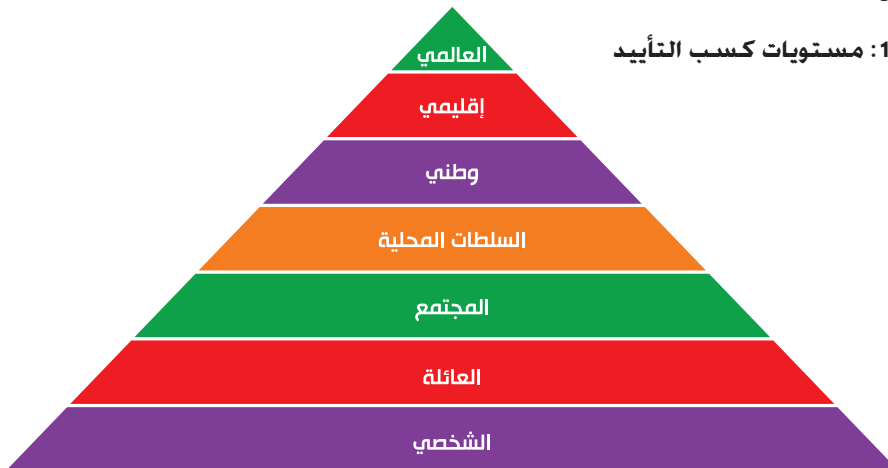 1: مستويات كسب التأييد
العالمي
إقليمي
وطني
السلطات المحلية
المجتمع
العائلة
الشخصي